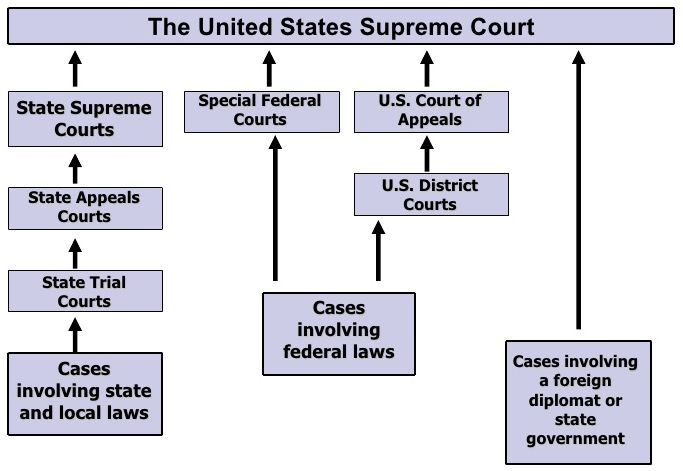 The United States Supreme Court
State Supreme
Courts
Special Federal
Courts
U.S. Court of
Appeals
State Appeals
Courts
U.S. District
Courts
State Trial
Courts
Cases
involving
federal laws
Cases
involving state
and local laws
Cases involving
a foreign
diplomat or
state
government